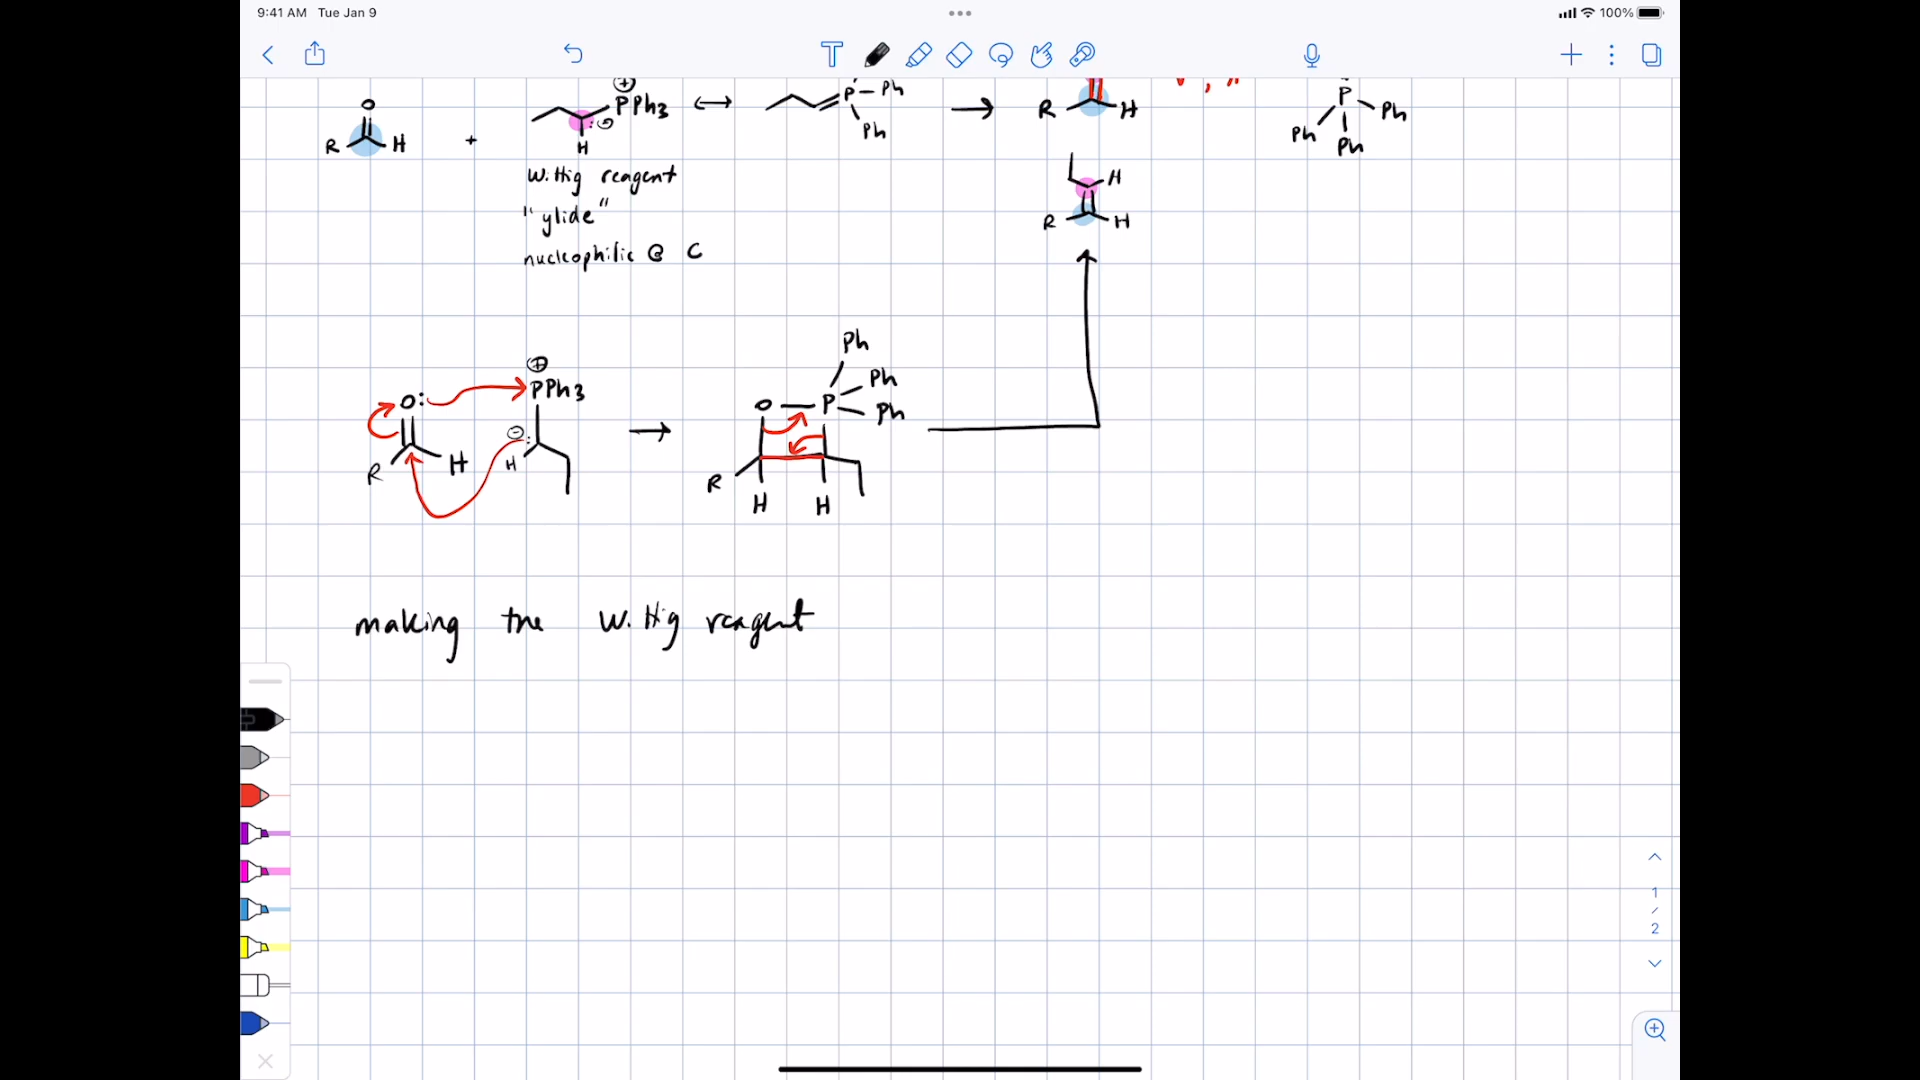 9:41 AM Tue Jan 9
100%
O
R H
+
⊕
PPh3
:⊖
H
↔
P Ph
Ph
→
R H
P
Ph Ph
Ph
Wittig reagent
"ylide"
nucleophilic @ C
H
R H
O:
R H
⊕
PPh3
⊖ :
H
→
Ph
Ph
Ph
O P
R
H H
making the Wittig reagent
1
/
2